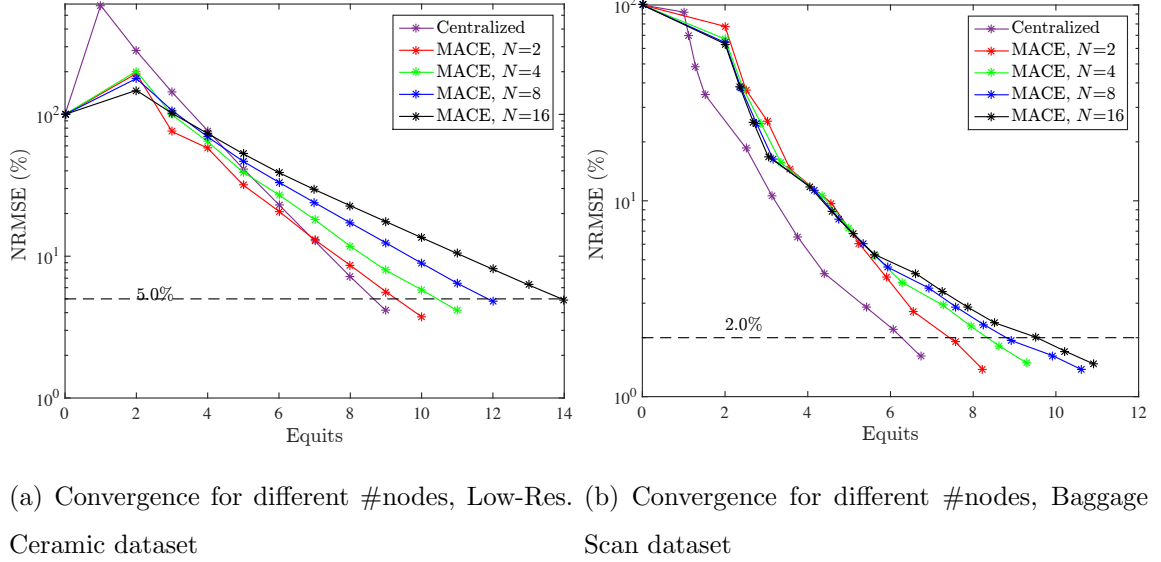 Centralized
MACE, N=2
MACE, N=4
MACE, N=8
MACE, N=16
NRMSE (%)
10^2
10^1
10^0
5.0%
0 2 4 6 8 10 12 14
Equits
Centralized
MACE, N=2
MACE, N=4
MACE, N=8
MACE, N=16
NRMSE (%)
10^2
10^1
10^0
2.0%
0 2 4 6 8 10 12
Equits
(a) Convergence for different #nodes, Low-Res.
Ceramic dataset
(b) Convergence for different #nodes, Baggage
Scan dataset